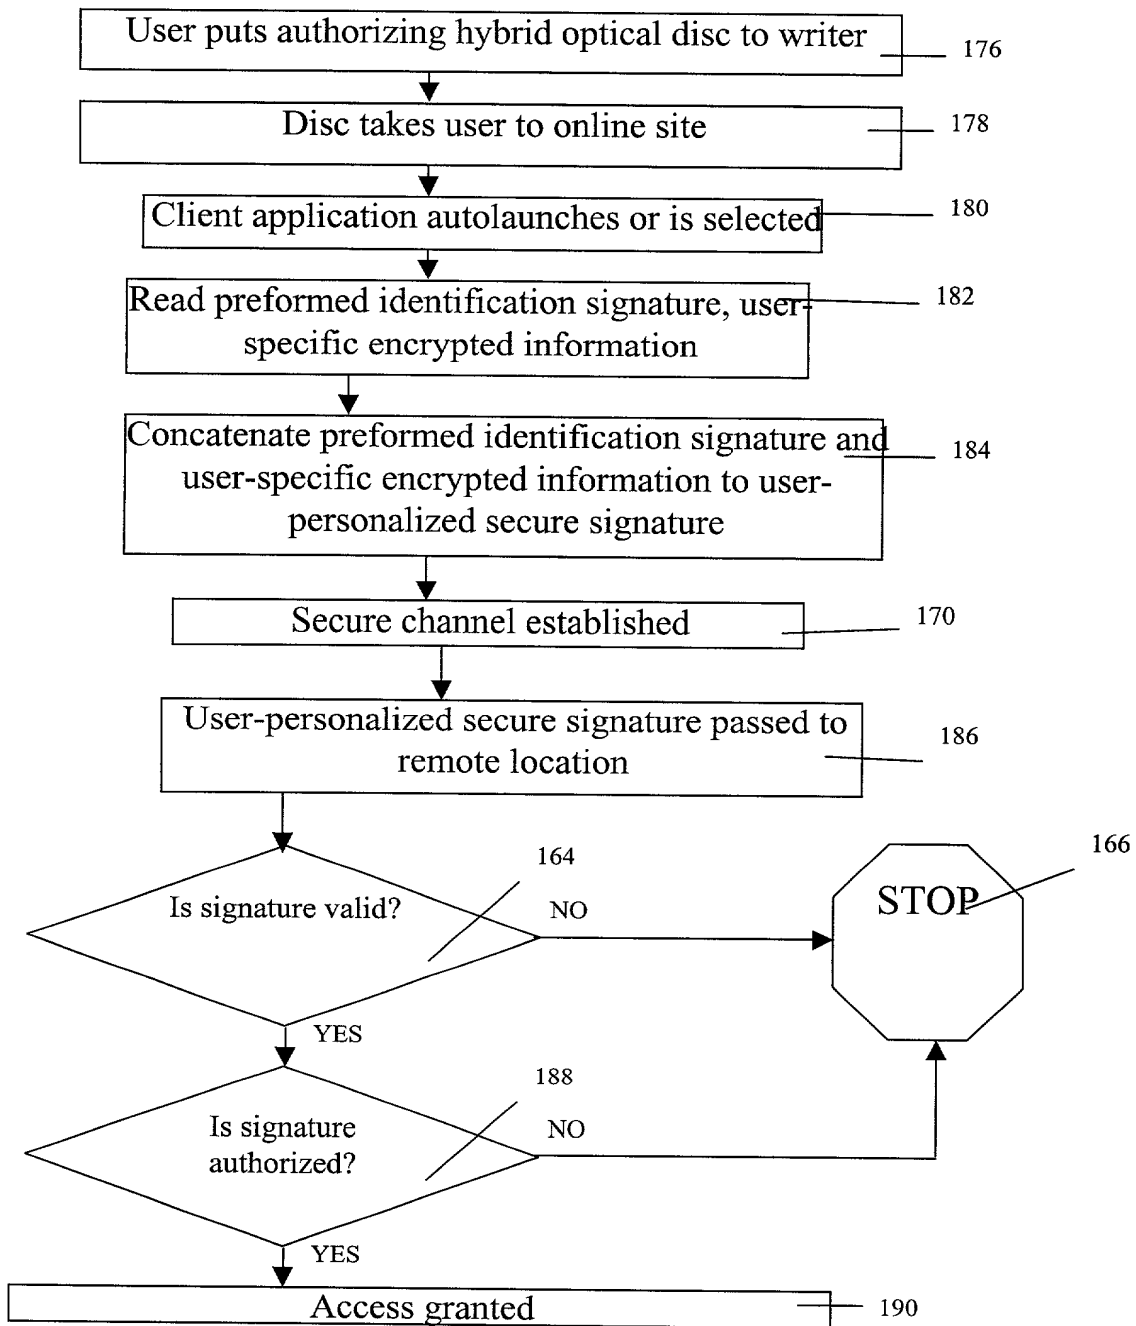 User puts authorizing hybrid optical disc to writer
176
Disc takes user to online site
178
Client application autolaunches or is selected
180
Read preformed identification signature, user-
specific encrypted information
182
Concatenate preformed identification signature and
user-specific encrypted information to user-
personalized secure signature
184
Secure channel established
170
User-personalized secure signature passed to
remote location
186
Is signature valid?
164
NO
STOP
166
YES
Is signature
authorized?
188
NO
YES
Access granted
190